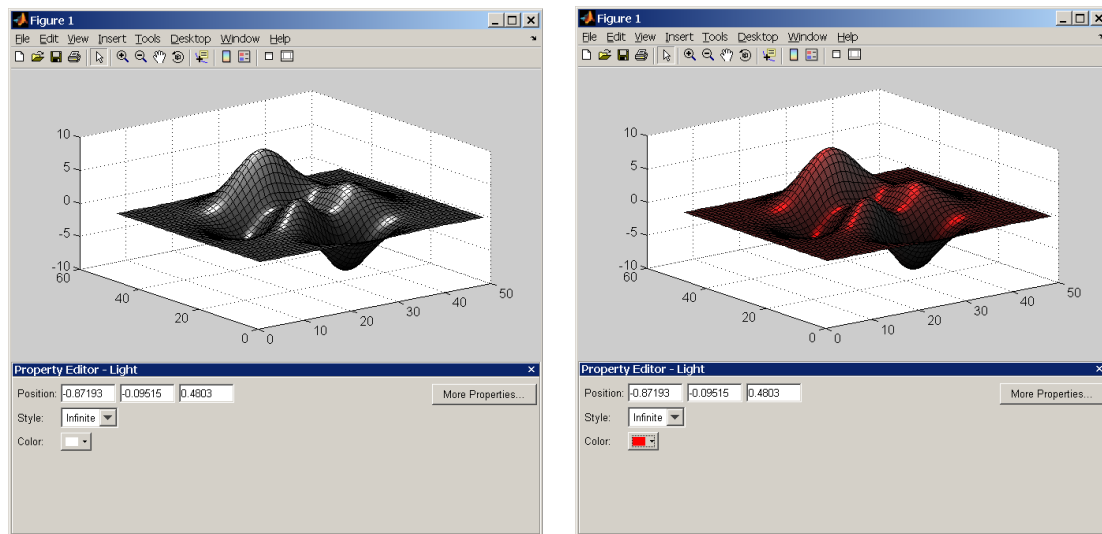 Figure 1
File Edit View Insert Tools Desktop Window Help
10
5
0
-5
-10
60
40
20
0
0
10
20
30
40
50
Property Editor - Light
Position: -0.87193 -0.09515 0.4803 More Properties...
Style: Infinite
Color:
Figure 1
File Edit View Insert Tools Desktop Window Help
10
5
0
-5
-10
60
40
20
0
0
10
20
30
40
50
Property Editor - Light
Position: -0.87193 -0.09515 0.4803 More Properties...
Style: Infinite
Color: